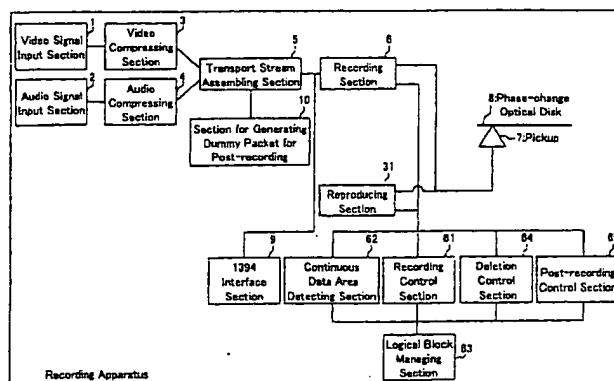 1
Video Signal
Input Section
3
Video
Compressing
Section
2
Audio Signal
Input Section
4
Audio
Compressing
Section
5
Transport Stream
Assembling Section
6
Recording
Section
10
Section for Generating
Dummy Packet for
Post-recording
8:Phase-change
Optical Disk
7:Pickup
31
Reproducing
Section
9
1394
Interface
Section
62
Continuous
Data Area
Detecting Section
61
Recording
Control
Section
64
Deletion
Control
Section
Post-recording
Control Section
Logical Block
Managing
Section
63
Recording Apparatus